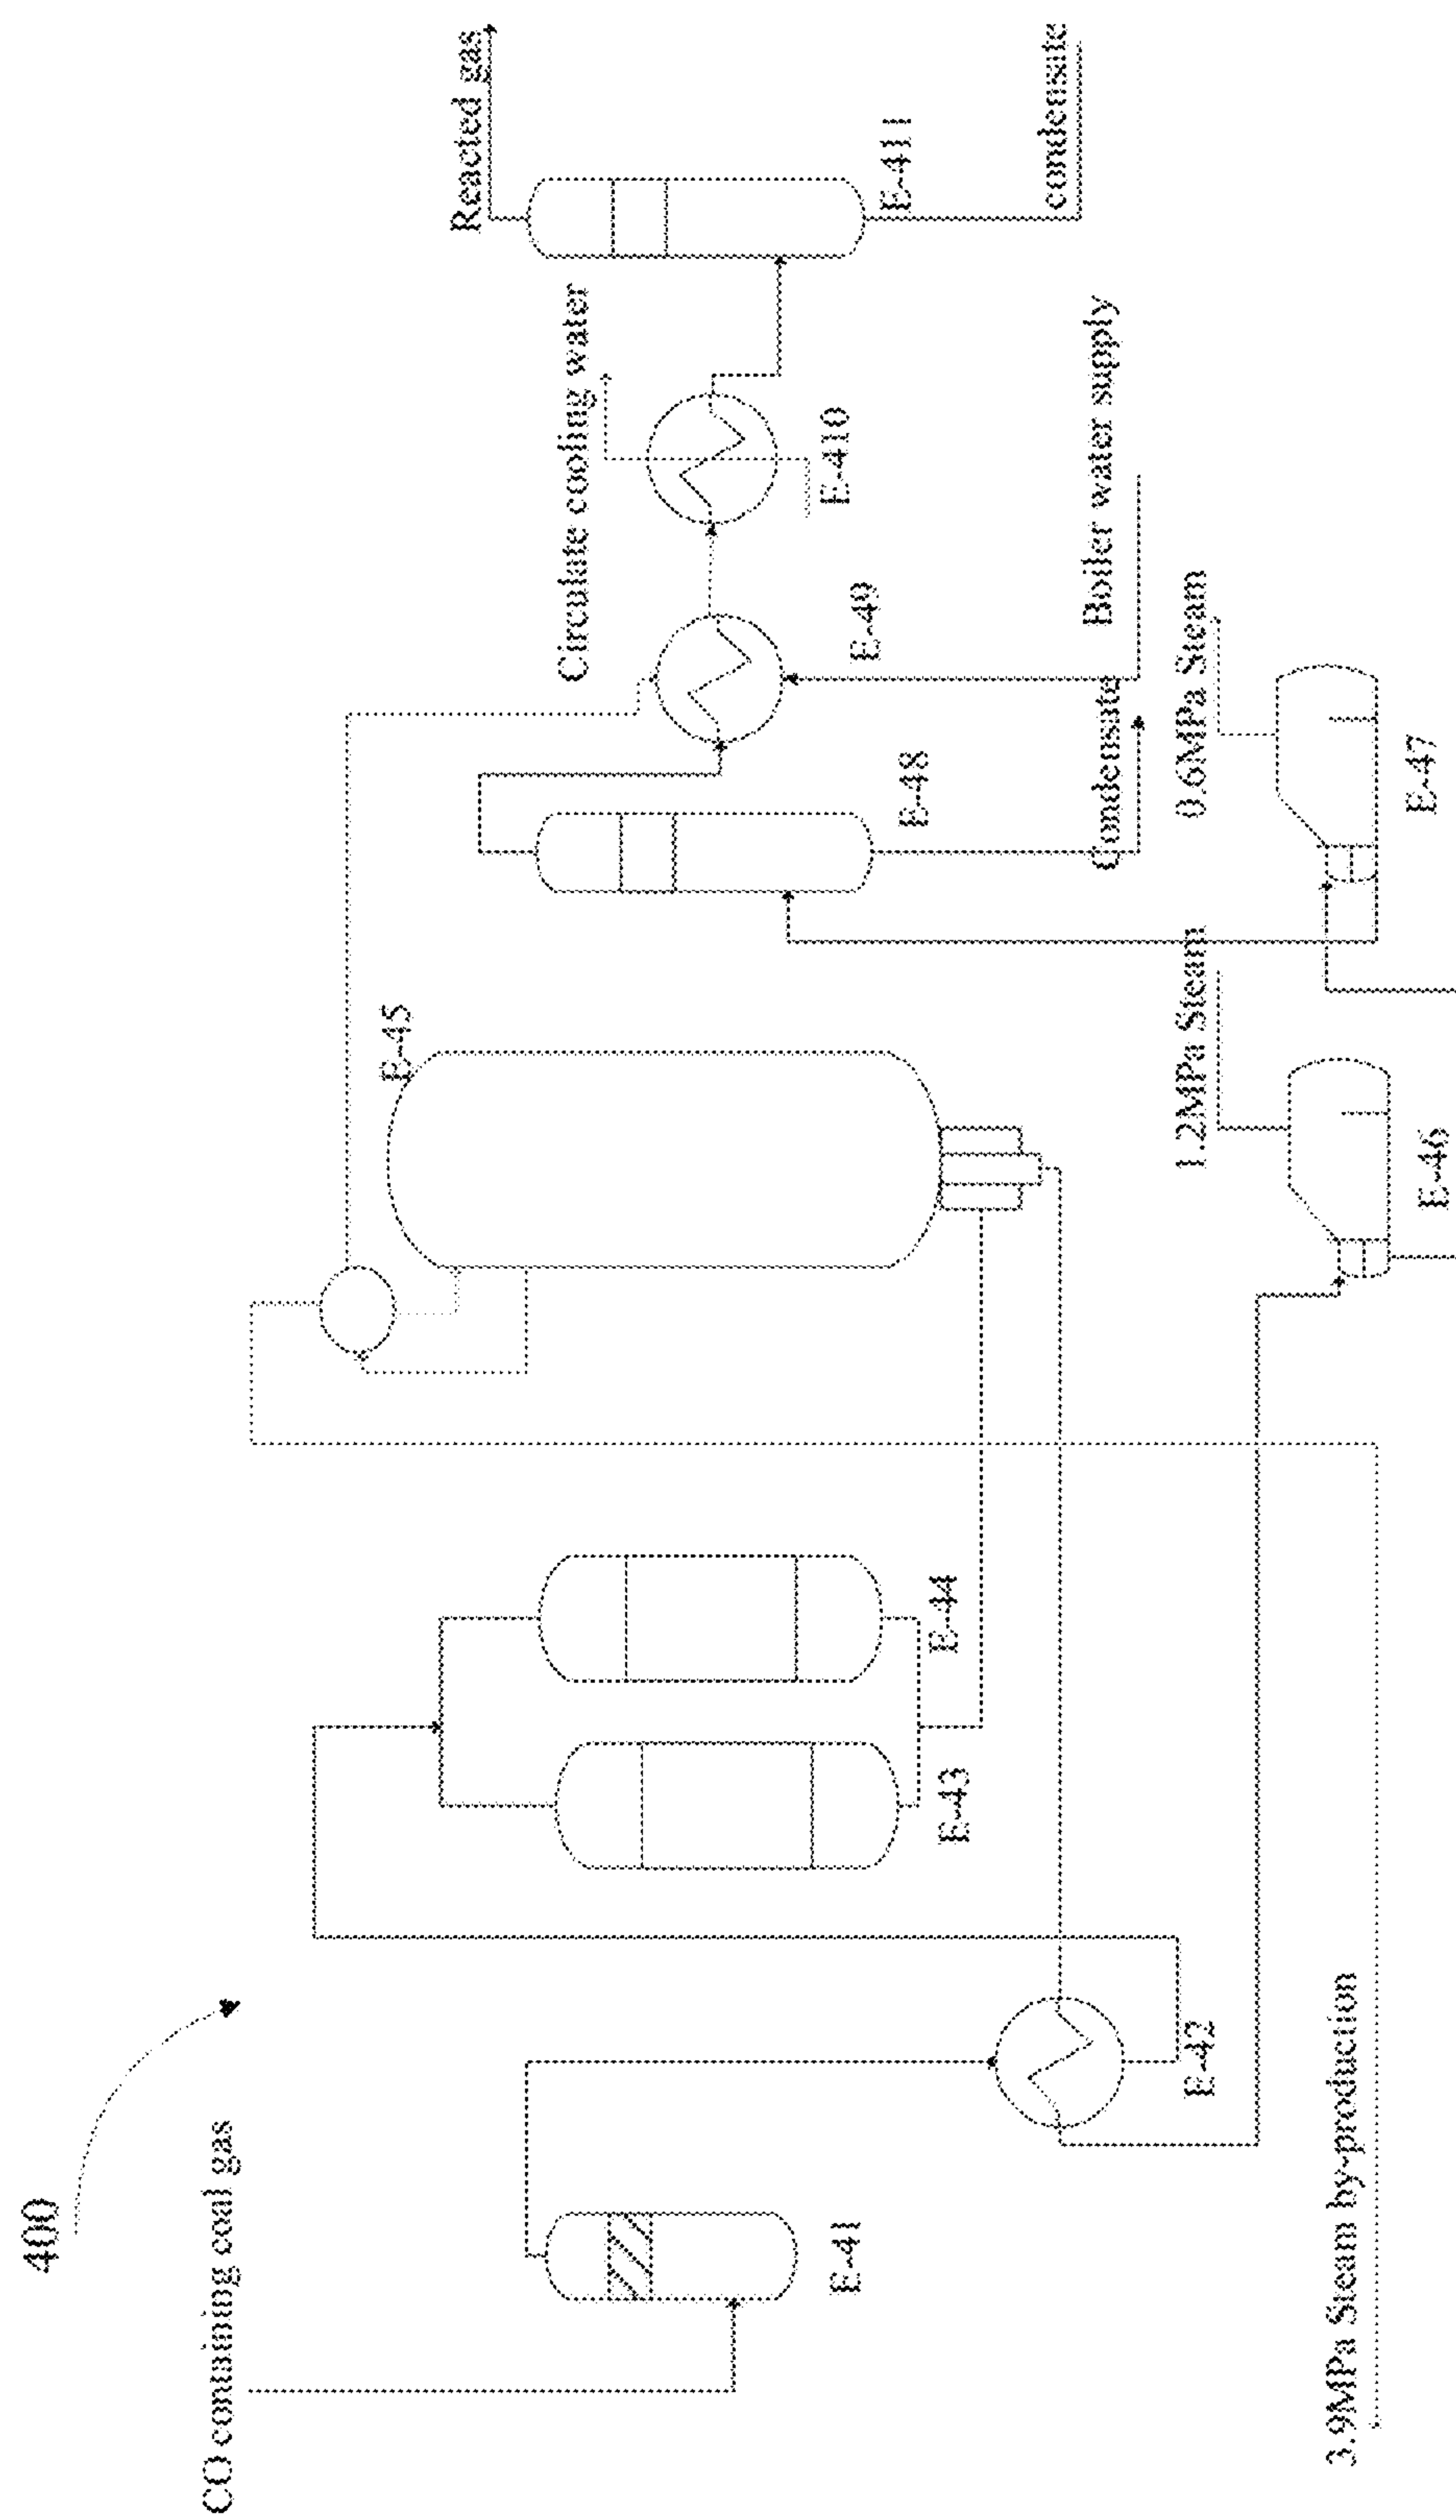 400
CO containing coal gas
E-41
E-42
E-43
E-44
3.9MPa Steam by-production
E-45
E-46
1.2MPa Steam
E-47
0.6MPa Steam
E-48
Condensate
E-49
Boiler water supply
Circulate cooling water
E-410
E-411
Reacted gas
condensate